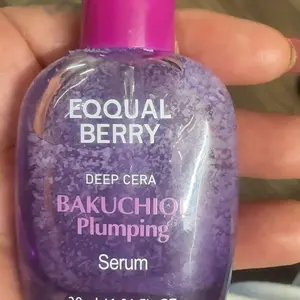 EQQUAL
BERRY
DEEP CERA
BAKUCHIOL
Plumping
Serum